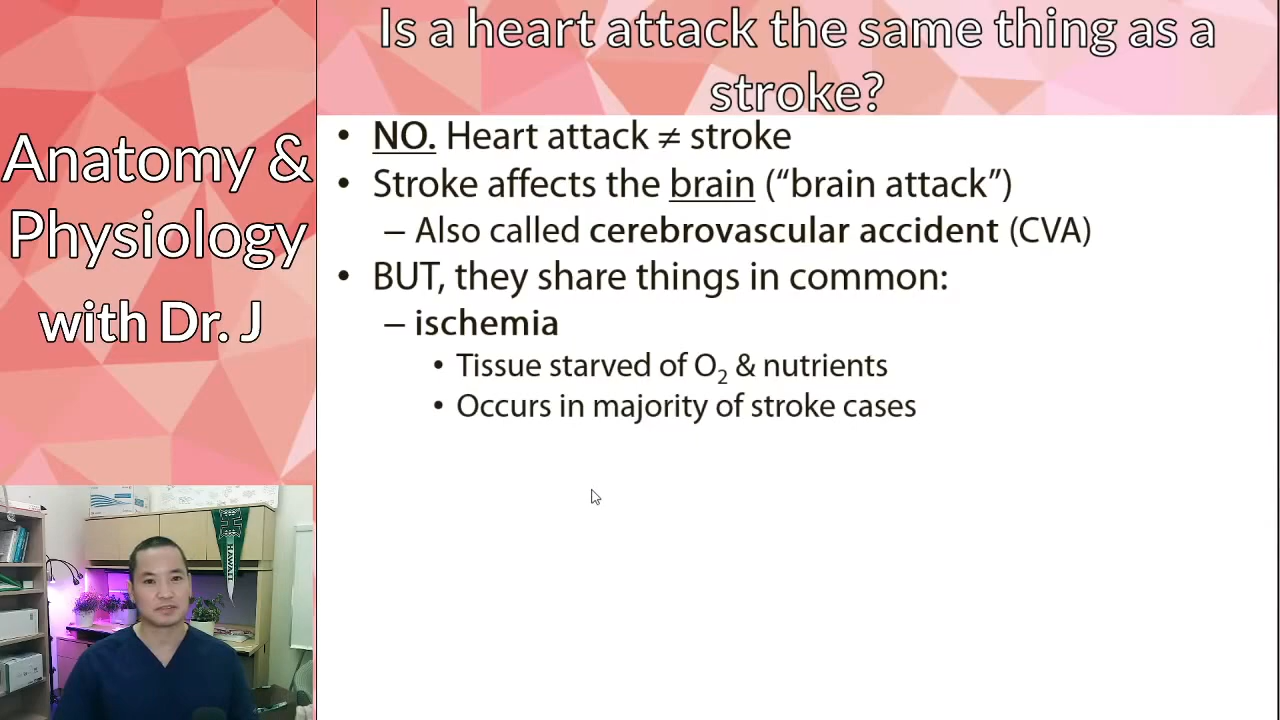 Is a heart attack the same thing as a
stroke?
Anatomy &
Physiology
with Dr. J
• NO. Heart attack ≠ stroke
• Stroke affects the brain (“brain attack”)
– Also called cerebrovascular accident (CVA)
• BUT, they share things in common:
– ischemia
• Tissue starved of O₂ & nutrients
• Occurs in majority of stroke cases
H
HAWAI'I